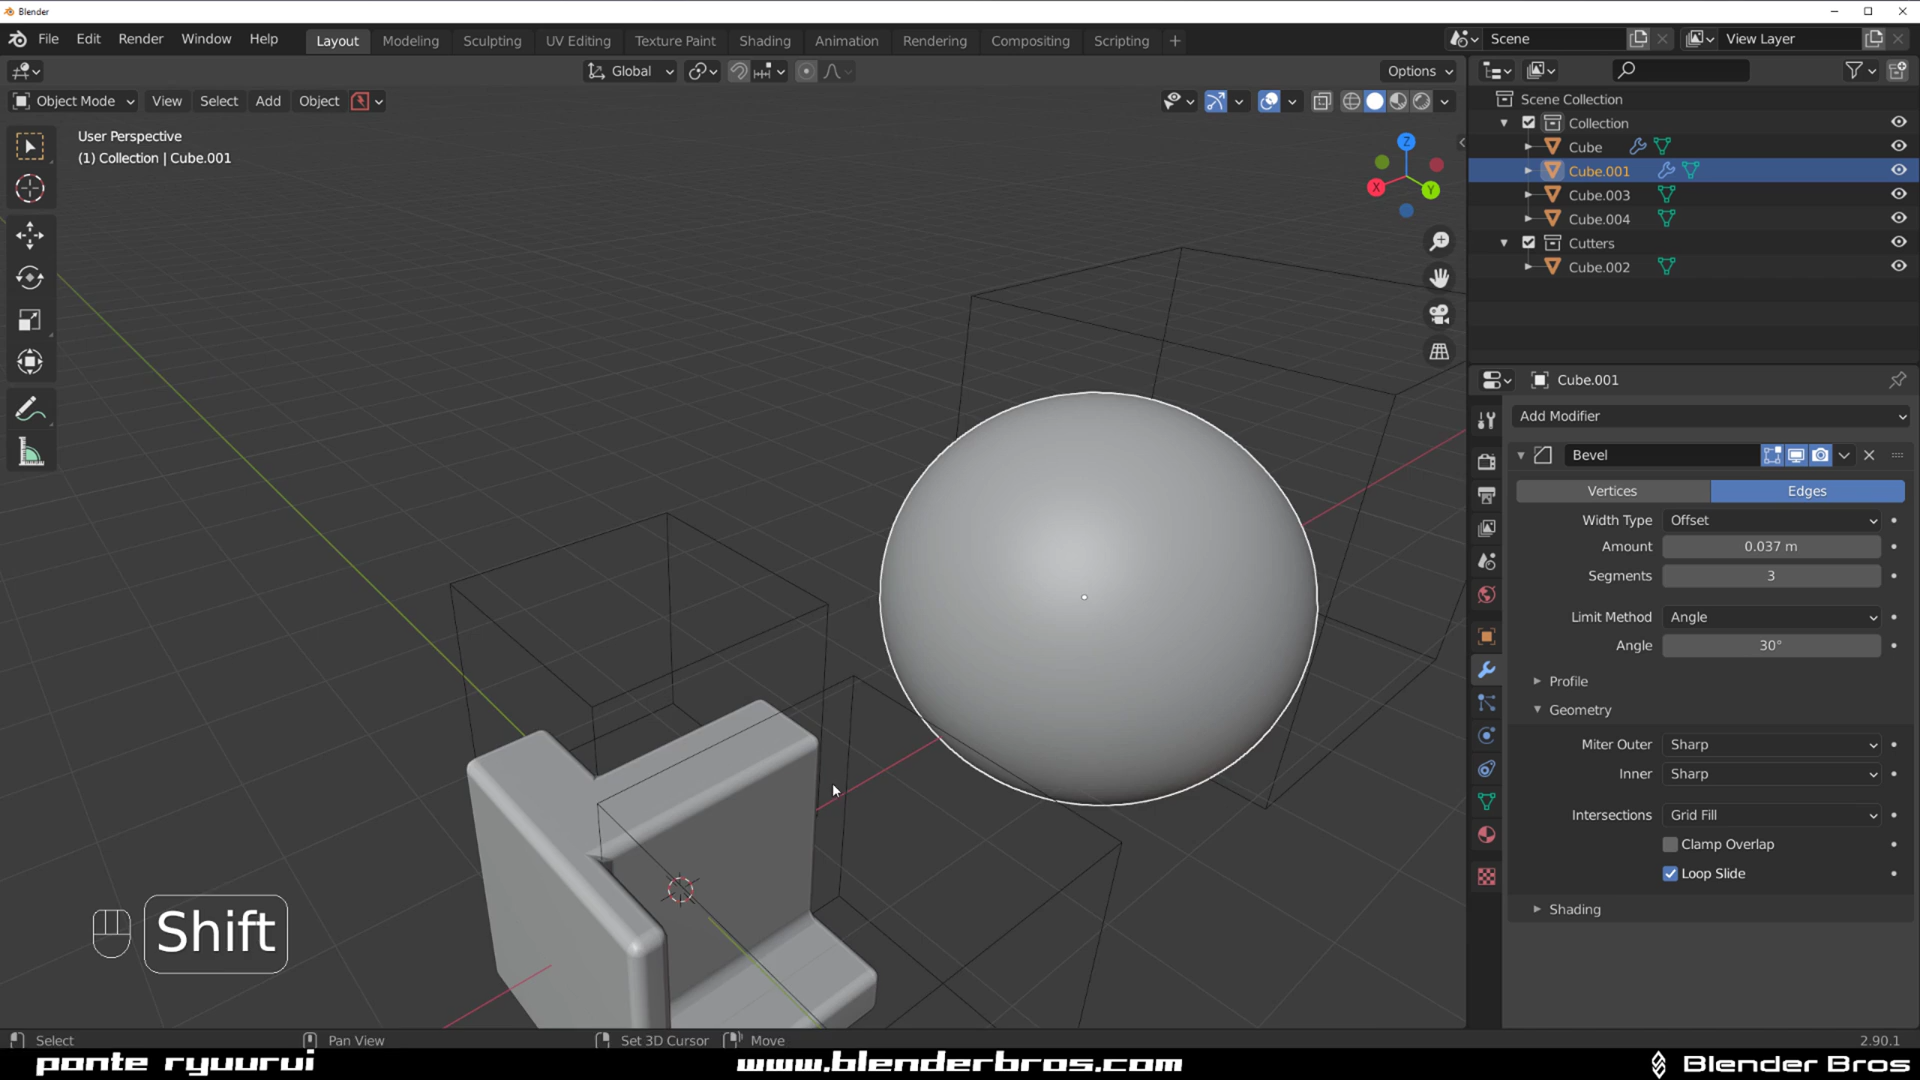 Blender
File Edit Render Window Help
Layout Modeling Sculpting UV Editing Texture Paint Shading Animation Rendering Compositing Scripting +
Scene
View Layer
Global
Options
Object Mode View Select Add Object
User Perspective
(1) Collection | Cube.001
Z
X
Y
Scene Collection
Collection
Cube
Cube.001
Cube.003
Cube.004
Cutters
Cube.002
Cube.001
Add Modifier
Bevel
Vertices Edges
Width Type Offset
Amount 0.037 m
Segments 3
Limit Method Angle
Angle 30°
Profile
Geometry
Miter Outer Sharp
Inner Sharp
Intersections Grid Fill
Clamp Overlap
Loop Slide
Shading
Shift
Select Pan View Set 3D Cursor Move 2.90.1
ponte ryuurui www.blenderbros.com Blender Bros